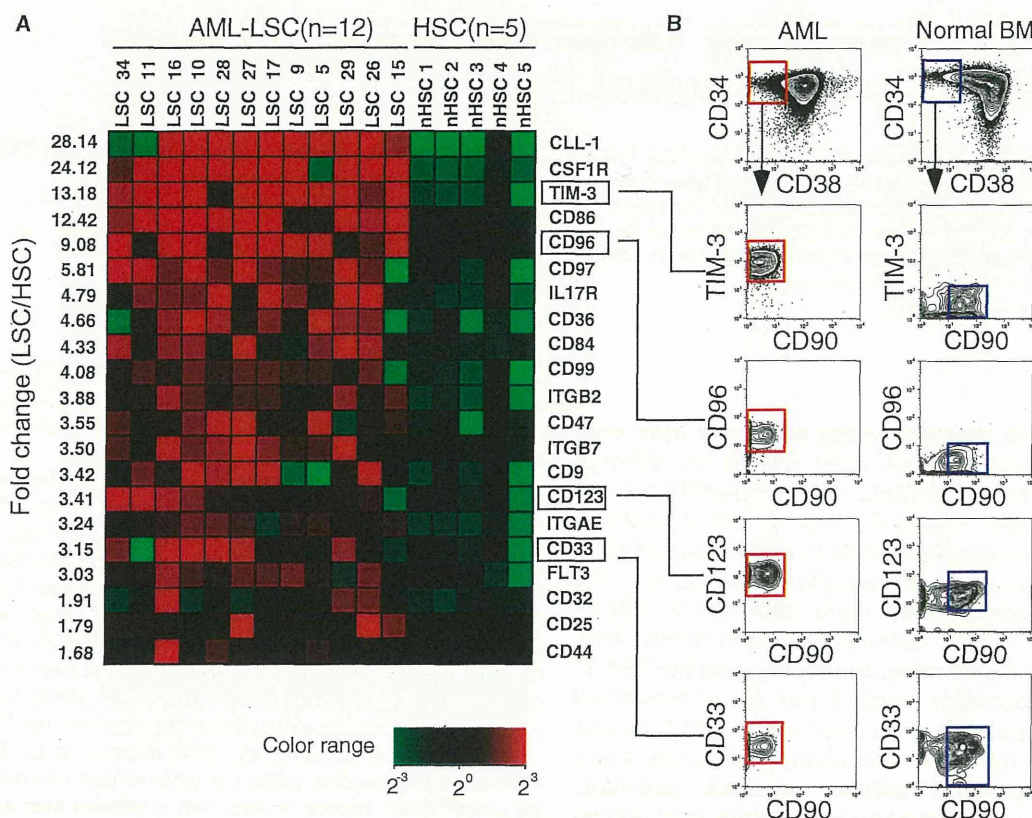 A
AML-LSC(n=12) HSC(n=5)
LSC 34
LSC 11
LSC 16
LSC 10
LSC 28
LSC 27
LSC 17
LSC 9
LSC 5
LSC 29
LSC 26
LSC 15
nHSC 1
nHSC 2
nHSC 3
nHSC 4
nHSC 5
Fold change (LSC/HSC)
28.14 CLL-1
24.12 CSF1R
13.18 TIM-3
12.42 CD86
9.08 CD96
5.81 CD97
4.79 IL17R
4.66 CD36
4.33 CD84
4.08 CD99
3.88 ITGB2
3.55 CD47
3.50 ITGB7
3.42 CD9
3.41 CD123
3.24 ITGAE
3.15 CD33
3.03 FLT3
1.91 CD32
1.79 CD25
1.68 CD44
Color range
2-3 20 2 3
B
AML Normal BM
CD34 CD34
CD38 CD38
TIM-3 TIM-3
CD90 CD90
CD96 CD96
CD90 CD90
CD123 CD123
CD90 CD90
CD33 CD33
CD90 CD90